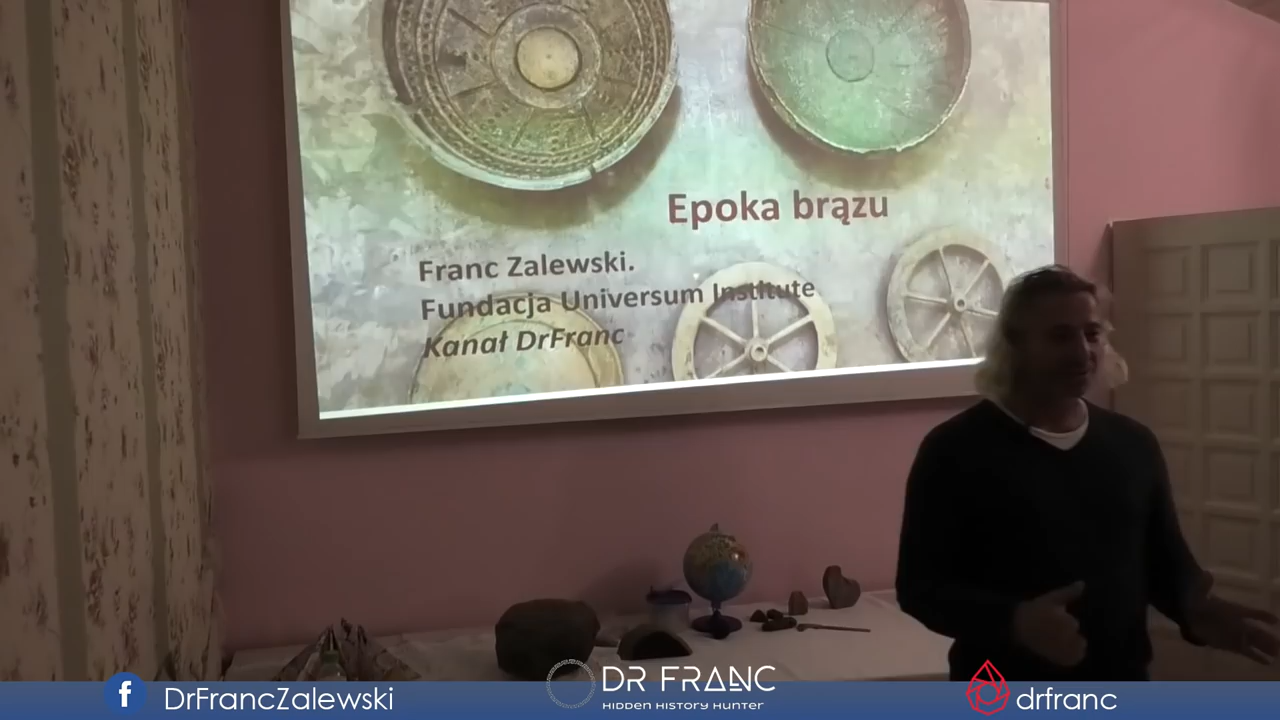 Epoka brązu
Franc Zalewski.
Fundacja Universum Institute
Kanał DrFranc
f DrFrancZalewski
DR FRANC
HIDDEN HISTORY HUNTER
drfranc